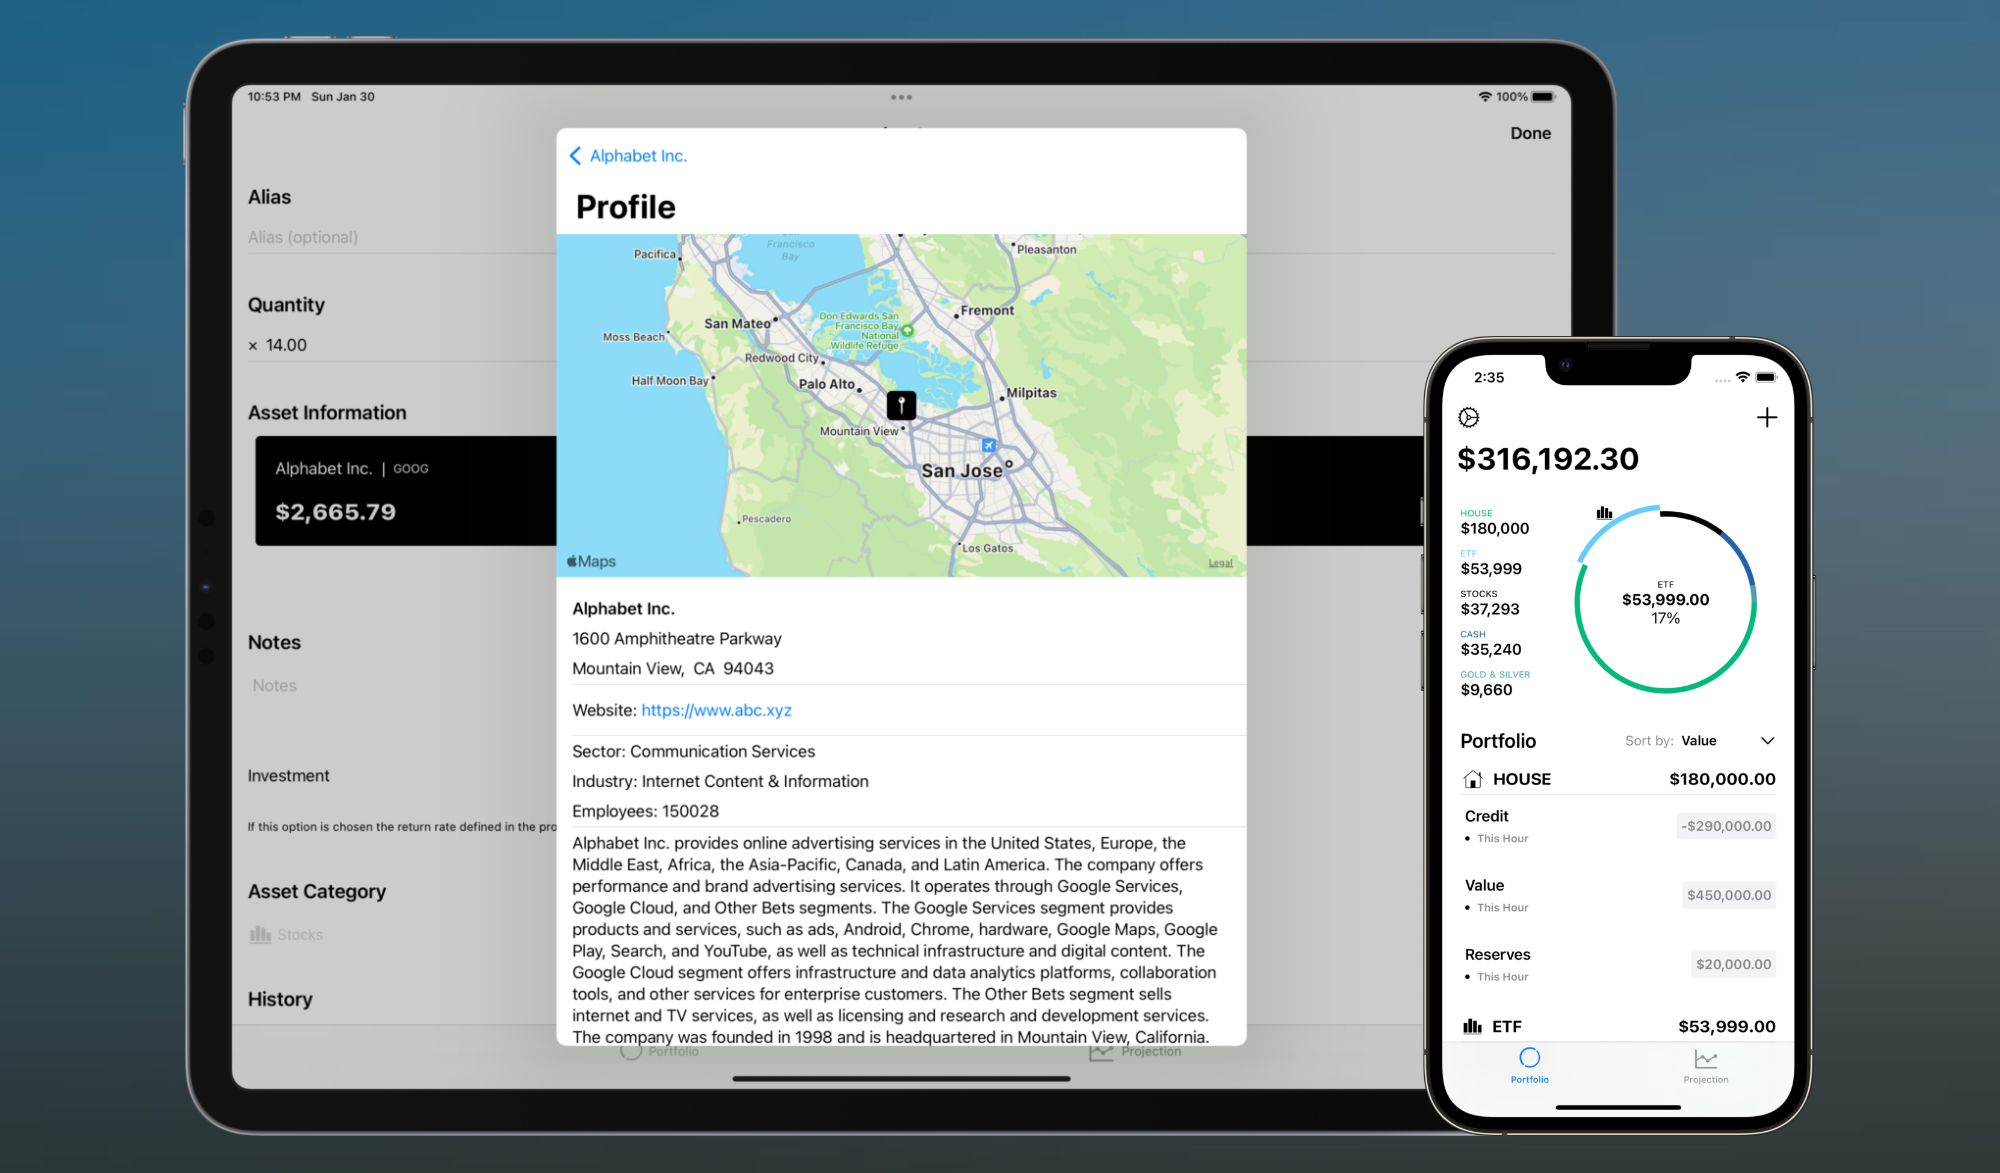 10:53 PM Sun Jan 30
100%
Done
Alias
Alias (optional)
Quantity
× 14.00
Asset Information
Alphabet Inc. | GOOG
$2,665.79
Notes
Notes
Investment
If this option is chosen the return rate defined in the pro
Asset Category
Stocks
History
Portfolio
Projection
Alphabet Inc.
Profile
Francisco
Bay
Pacifica
Pleasanton
San Mateo
Fremont
Don Edwards San
Francisco Bay
National
Wildlife Refuge
Moss Beach
Redwood City
Half Moon Bay
Palo Alto
Milpitas
Mountain View
San Jose
Pescadero
Los Gatos
Maps
Legal
Alphabet Inc.
1600 Amphitheatre Parkway
Mountain View, CA 94043
Website: https://www.abc.xyz
Sector: Communication Services
Industry: Internet Content & Information
Employees: 150028
Alphabet Inc. provides online advertising services in the United States, Europe, the
Middle East, Africa, the Asia-Pacific, Canada, and Latin America. The company offers
performance and brand advertising services. It operates through Google Services,
Google Cloud, and Other Bets segments. The Google Services segment provides
products and services, such as ads, Android, Chrome, hardware, Google Maps, Google
Play, Search, and YouTube, as well as technical infrastructure and digital content. The
Google Cloud segment offers infrastructure and data analytics platforms, collaboration
tools, and other services for enterprise customers. The Other Bets segment sells
internet and TV services, as well as licensing and research and development services.
The company was founded in 1998 and is headquartered in Mountain View, California.
2:35
$316,192.30
HOUSE
$180,000
ETF
$53,999
STOCKS
$37,293
CASH
$35,240
GOLD & SILVER
$9,660
ETF
$53,999.00
17%
Portfolio
Sort by: Value
HOUSE $180,000.00
Credit
-$290,000.00
• This Hour
Value
$450,000.00
• This Hour
Reserves
$20,000.00
• This Hour
ETF $53,999.00
Portfolio
Projection